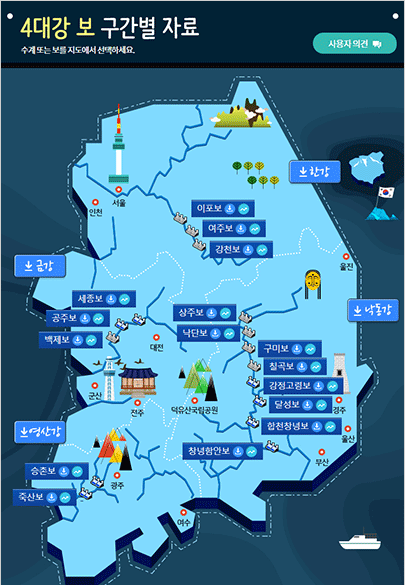 4대강 보 구간별 자료
수계 또는 보를 지도에서 선택하세요.
사용자 의견
한강
서울
인천
이포보
여주보
강천보
울진
금강
세종보
공주보
백제보
상주보
낙단보
낙동강
대전
구미보
칠곡보
강정고령보
달성보
합천창녕보
군산
전주
덕유산국립공원
경주
울산
영산강
창녕함안보
부산
승촌보
죽산보
광주
여수